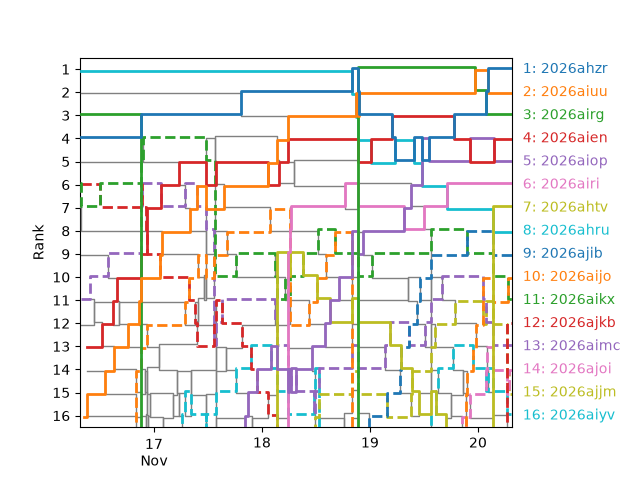 1
2
3
4
5
6
7
8
9
10
11
12
13
14
15
16
Rank
17
18
19
20
Nov
1: 2026ahzr
2: 2026aiuu
3: 2026airg
4: 2026aien
5: 2026aiop
6: 2026airi
7: 2026ahtv
8: 2026ahru
9: 2026ajib
10: 2026aijo
11: 2026aikx
12: 2026ajkb
13: 2026aimc
14: 2026ajoi
15: 2026ajjm
16: 2026aiyv